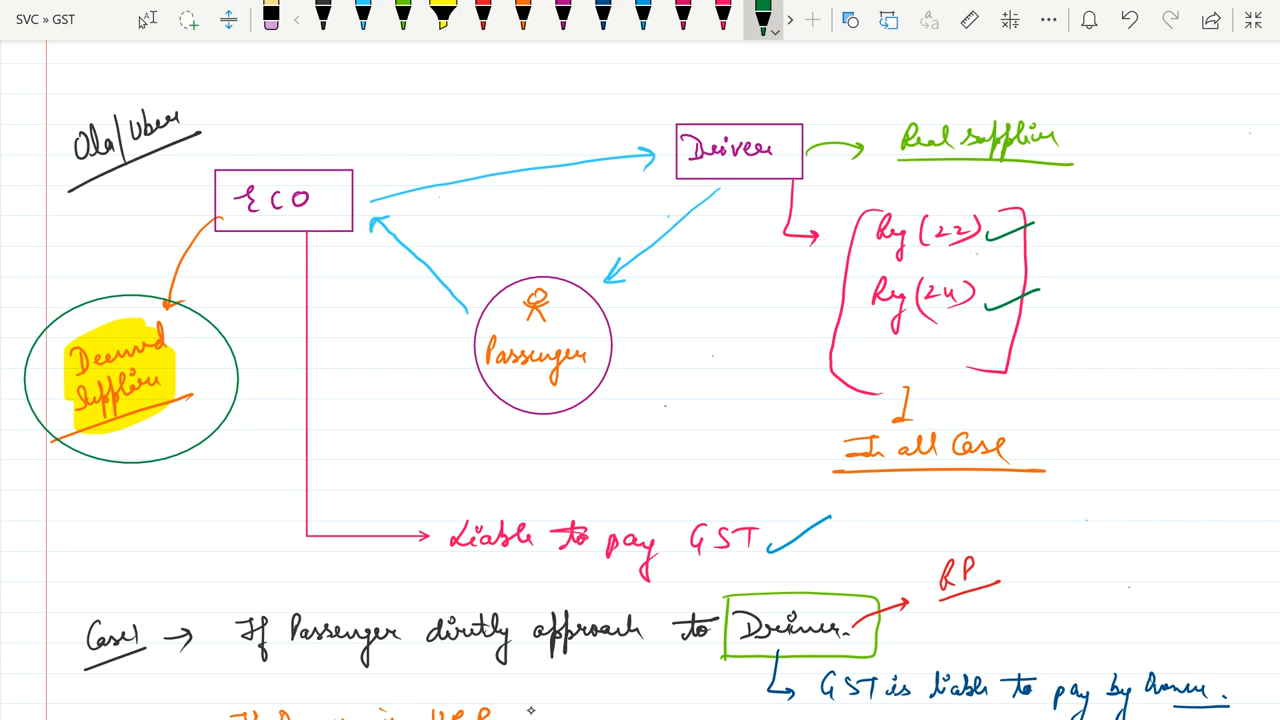 SVC » GST
Ola/Uber
ECO
Driver
Real supplier
Reg (22)
Reg (24)
Deemed
supplier
Passenger
In all Case
Liable to pay GST
RP
Case1 → If Passenger dirtly approach to Driver.
GST is liable to pay by Driver.